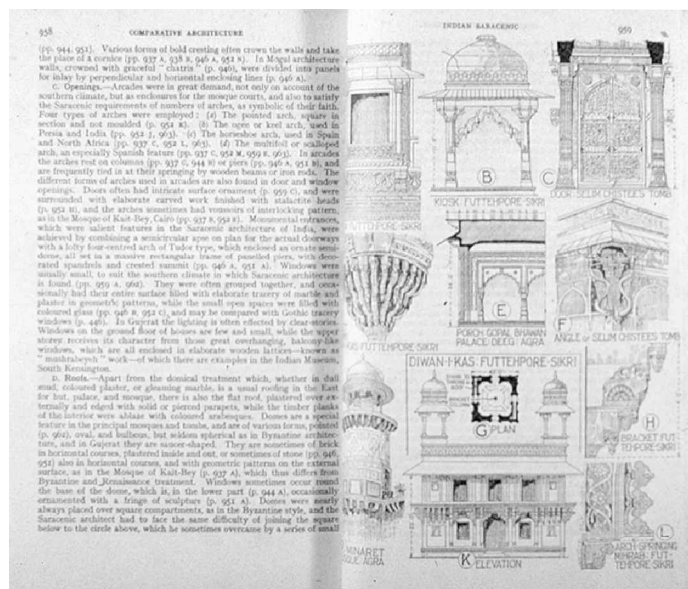 958
COMPARATIVE ARCHITECTURE
(pp. 944, 951). Various forms of bold cresting often crown the walls and take
the place of a cornice (pp. 937 A, 938 B, 946 A, 952 N). In Mogul architecture
walls, crowned with graceful "chatris" (p. 946), were divided into panels
for inlay by perpendicular and horizontal enclosing lines (p. 946 A).
C. Openings.—Arcades were in great demand, not only on account of the
southern climate, but as enclosures for the mosque courts, and also to satisfy
the Saracenic requirements of numbers of arches, as symbolic of their faith.
Four types of arches were employed: (a) The pointed arch, square in
section and not moulded (p. 951 B). (b) The ogee or keel arch, used in
Persia and India (pp. 952 J, 963). (c) The horseshoe arch, used in Spain
and North Africa (pp. 937 C, 952 L, 963). (d) The multifoil or scalloped
arch, an especially Spanish feature (pp. 937 C, 952 M, 959 E, 963). In arcades
the arches rest on columns (pp. 937 C, 944 B) or piers (pp. 946 A, 951 B), and
are frequently tied in at their springing by wooden beams or iron rods. The
different forms of arches used in arcades are also found in door and window
openings. Doors often had intricate surface ornament (p. 959 C), and were
surrounded with elaborate carved work finished with stalactite heads
(p. 952 B), and the arches sometimes had voussoirs of interlocking pattern,
as in the Mosque of Kait-Bey, Cairo (pp. 937 A, 952 E). Monumental entrances,
which were salient features in the Saracenic architecture of India, were
achieved by combining a semicircular apse on plan for the actual doorways
with a lofty four-centred arch of Tudor type, which enclosed an ornate semi-
dome, all set in a massive rectangular frame of panelled piers, with deco-
rated spandrels and crested summit (pp. 946 A, 951 A). Windows were
usually small, to suit the southern climate in which Saracenic architecture
is found (pp. 959 A, 962). They were often grouped together, and occa-
sionally had their entire surface filled with elaborate tracery of marble and
plaster in geometric patterns, while the small open spaces were filled with
coloured glass (pp. 946 B, 952 C), and may be compared with Gothic tracery
windows (p. 446). In Gujerat the lighting is often effected by clear-stories.
Windows on the ground floor of houses are few and small, while the upper
storey receives its character from those great overhanging, balcony-like
windows, which are all enclosed in elaborate wooden lattices—known as
"mushrabeyeh" work—of which there are examples in the Indian Museum,
South Kensington.
D. Roofs.—Apart from the domical treatment which, whether in dull
mud, coloured plaster, or gleaming marble, is a usual roofing in the East
for hut, palace, and mosque, there is also the flat roof, plastered over ex-
ternally and edged with solid or pierced parapets, while the timber planks
of the interior were ablaze with coloured arabesques. Domes are a special
feature in the principal mosques and tombs, and are of various forms, pointed
(p. 962), oval, and bulbous, but seldom spherical as in Byzantine architec-
ture, and in Gujerat they are saucer-shaped. They are sometimes of brick
in horizontal courses, plastered inside and out, or sometimes of stone (pp. 946,
951) also in horizontal courses, and with geometric patterns on the external
surface, as in the Mosque of Kait-Bey (p. 937 A), which thus differs from
Byzantine and Renaissance treatment. Windows sometimes occur round
the base of the dome, which is, in the lower part (p. 944 A), occasionally
ornamented with a fringe of sculpture (p. 951 A). Domes were nearly
always placed over square compartments, as in the Byzantine style, and the
Saracenic architect had to face the same difficulty of joining the square
below to the circle above, which he sometimes overcame by a series of small
INDIAN SARACENIC
959
B
C
KIOSK: FUTTEHPORE-SIKRI
DOOR: SELIM CHISTEE'S TOMB
E
F
PORCH: GOPAL BHAWAN
PALACE: DEEG: AGRA
ANGLE OF SELIM CHISTEES TOMB
FUTTEHPORE-SIKRI
DIWAN-I-KAS: FUTTEHPORE-SIKRI
G PLAN
H
BRACKET: FUT-
TEHPORE-SIKRI
K ELEVATION
L
ARCH-SPRINGING
MIHRAB: FUT-
TEHPORE SIKRI
MINARET
AGRA